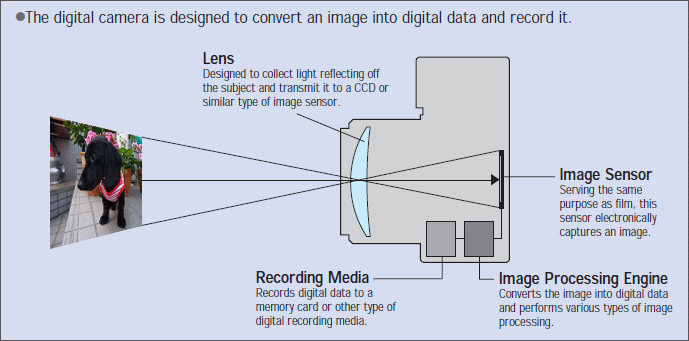 ●The digital camera is designed to convert an image into digital data and record it.
Lens
Designed to collect light reflecting off
the subject and transmit it to a CCD or
similar type of image sensor.
Image Sensor
Serving the same
purpose as film, this
sensor electronically
captures an image.
Recording Media
Records digital data to a
memory card or other type of
digital recording media.
Image Processing Engine
Converts the image into digital data
and performs various types of image
processing.